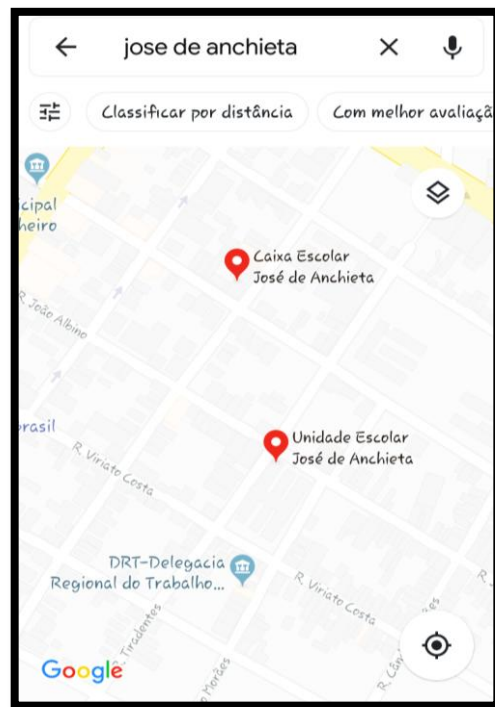 jose de anchieta
Classificar por distância
Com melhor avaliaçã
cipal
heiro
Caixa Escolar
José de Anchieta
R. João Albino
rasil
Unidade Escolar
José de Anchieta
R. Viriato Costa
DRT-Delegacia
Regional do Trabalho...
R. Viriato Costa
R.
R. Tiradentes
Moraes
Google